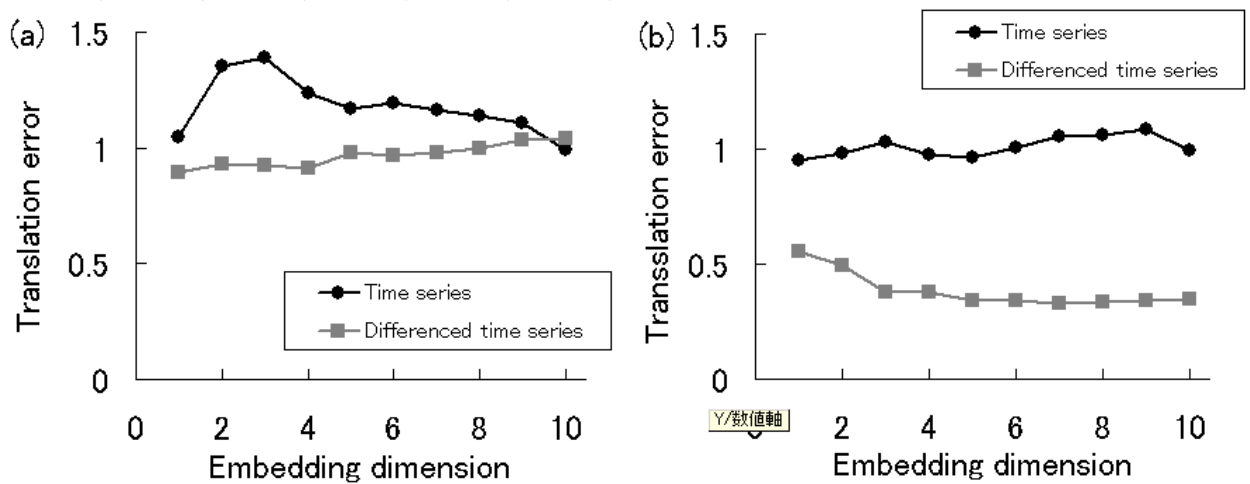 (a)
1.5
1
0.5
0
0 2 4 6 8 10
Translation error
Embedding dimension
Time series
Differenced time series
(b)
1.5
1
0.5
0
2 4 6 8 10
Transslation error
Embedding dimension
Time series
Differenced time series
Y/数値軸